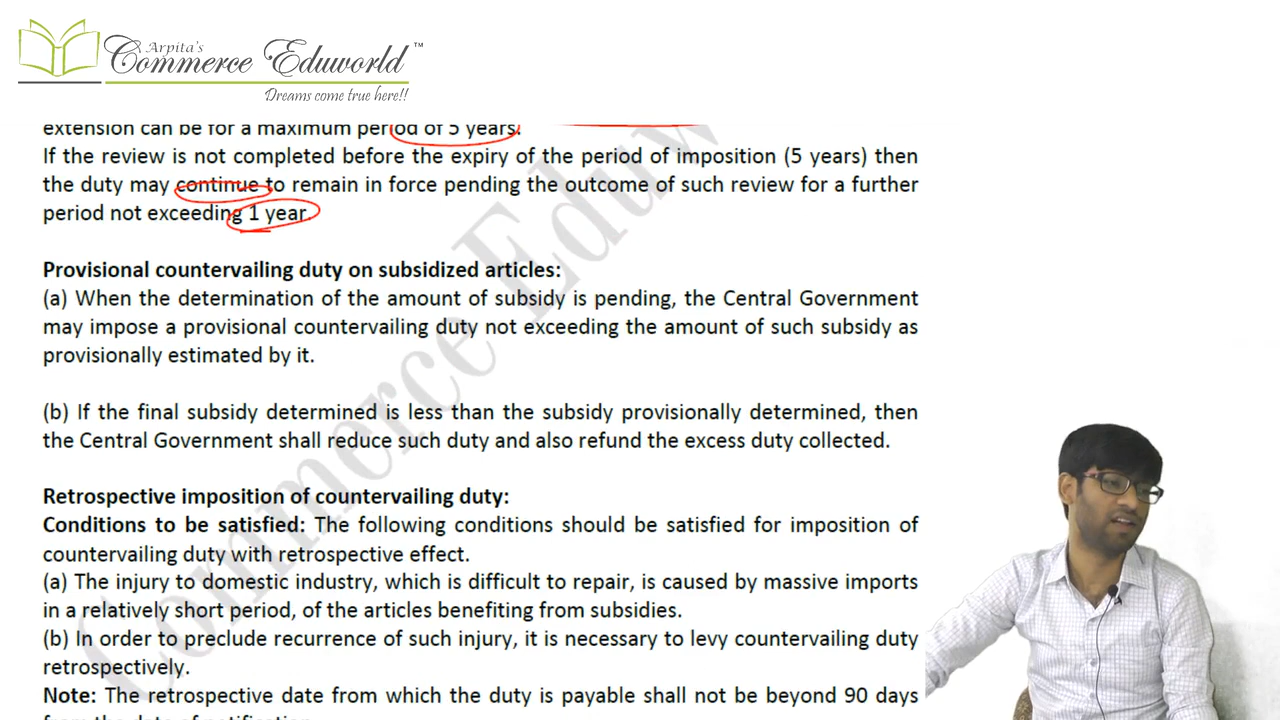 Arpita's
Commerce Eduworld™
Dreams come true here!!
extension can be for a maximum period of 5 years.
If the review is not completed before the expiry of the period of imposition (5 years) then
the duty may continue to remain in force pending the outcome of such review for a further
period not exceeding 1 year.
Provisional countervailing duty on subsidized articles:
(a) When the determination of the amount of subsidy is pending, the Central Government
may impose a provisional countervailing duty not exceeding the amount of such subsidy as
provisionally estimated by it.
(b) If the final subsidy determined is less than the subsidy provisionally determined, then
the Central Government shall reduce such duty and also refund the excess duty collected.
Retrospective imposition of countervailing duty:
Conditions to be satisfied: The following conditions should be satisfied for imposition of
countervailing duty with retrospective effect.
(a) The injury to domestic industry, which is difficult to repair, is caused by massive imports
in a relatively short period, of the articles benefiting from subsidies.
(b) In order to preclude recurrence of such injury, it is necessary to levy countervailing duty
retrospectively.
Note: The retrospective date from which the duty is payable shall not be beyond 90 days
from the date of notification
Commerce Eduw